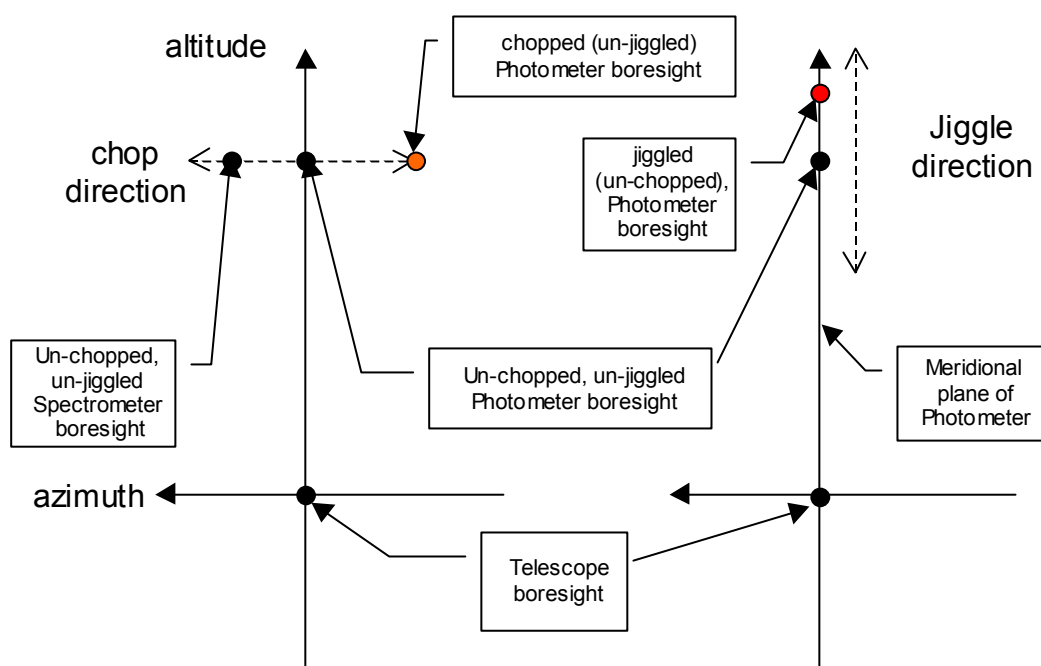 altitude
chopped (un-jiggled)
Photometer boresight
chop
direction
jiggled
(un-chopped),
Photometer
boresight
Jiggle
direction
Un-chopped,
un-jiggled
Spectrometer
boresight
Un-chopped, un-jiggled
Photometer boresight
Meridional
plane of
Photometer
azimuth
Telescope
boresight